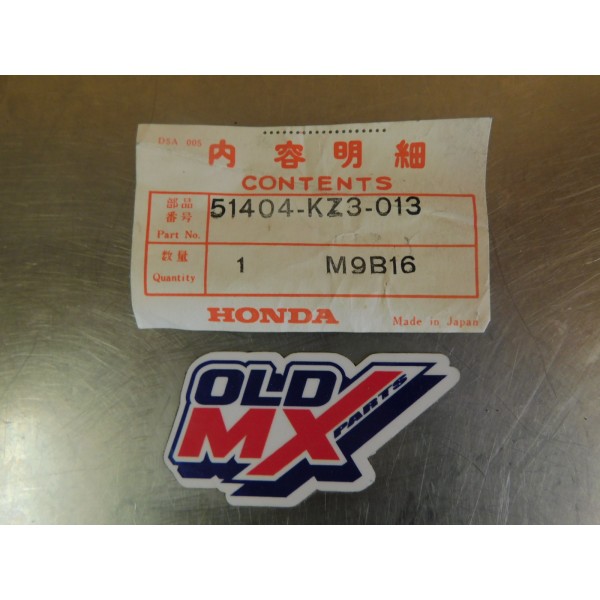 DSA 005
内容明細
CONTENTS
部品番号
Part No.
51404-KZ3-013
数量
Quantity
1 M9B16
HONDA
Made in Japan
OLD
MX
PARTS